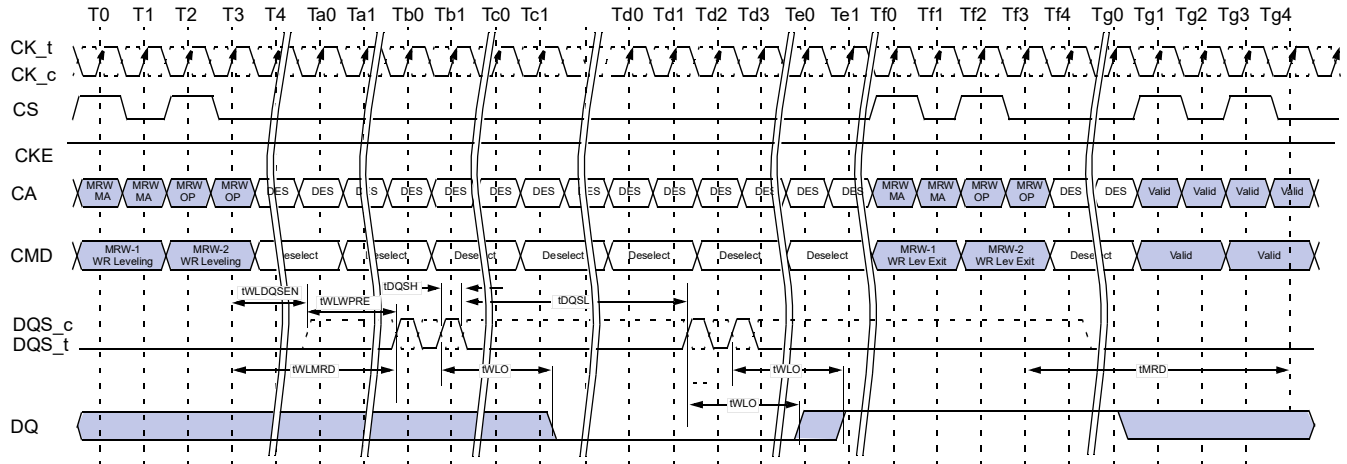 T0 T1 T2 T3 T4 Ta0 Ta1 Tb0 Tb1 Tc0 Tc1 Td0 Td1 Td2 Td3 Te0 Te1 Tf0 Tf1 Tf2 Tf3 Tf4 Tg0 Tg1 Tg2 Tg3 Tg4
CK_t
CK_c
CS
CKE
CA
MRW MRW MRW MRW DES DES DES DES DES DES DES DES DES DES DES DES DES DES MRW MRW MRW MRW DES DES Valid Valid Valid Valid
MA MA OP OP MA MA OP OP
CMD
MRW-1 MRW-2 Deselect Deselect Deselect Deselect Deselect Deselect Deselect MRW-1 MRW-2 Deselect Valid Valid
WR Leveling WR Leveling WR Lev Exit WR Lev Exit
tWLDQSEN tWLWPRE tDQSH tDQSL
DQS_c
DQS_t
tWLMRD tWLO tWLO tMRD
tWLO
DQ